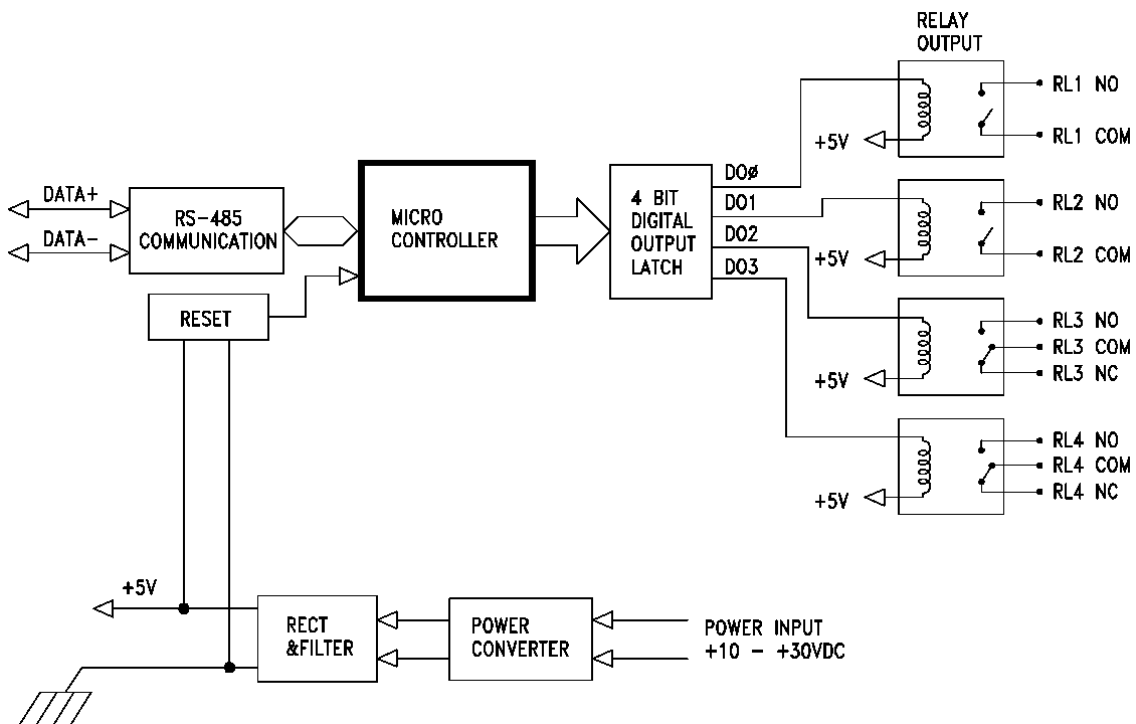 RELAY
OUTPUT
RL1 NO
RL1 COM
+5V
DATA+
DATA-
RS-485
COMMUNICATION
MICRO
CONTROLLER
4 BIT
DIGITAL
OUTPUT
LATCH
DOø
DO1
DO2
DO3
RL2 NO
RL2 COM
+5V
RESET
RL3 NO
RL3 COM
RL3 NC
+5V
RL4 NO
RL4 COM
RL4 NC
+5V
+5V
RECT
&FILTER
POWER
CONVERTER
POWER INPUT
+10 - +30VDC